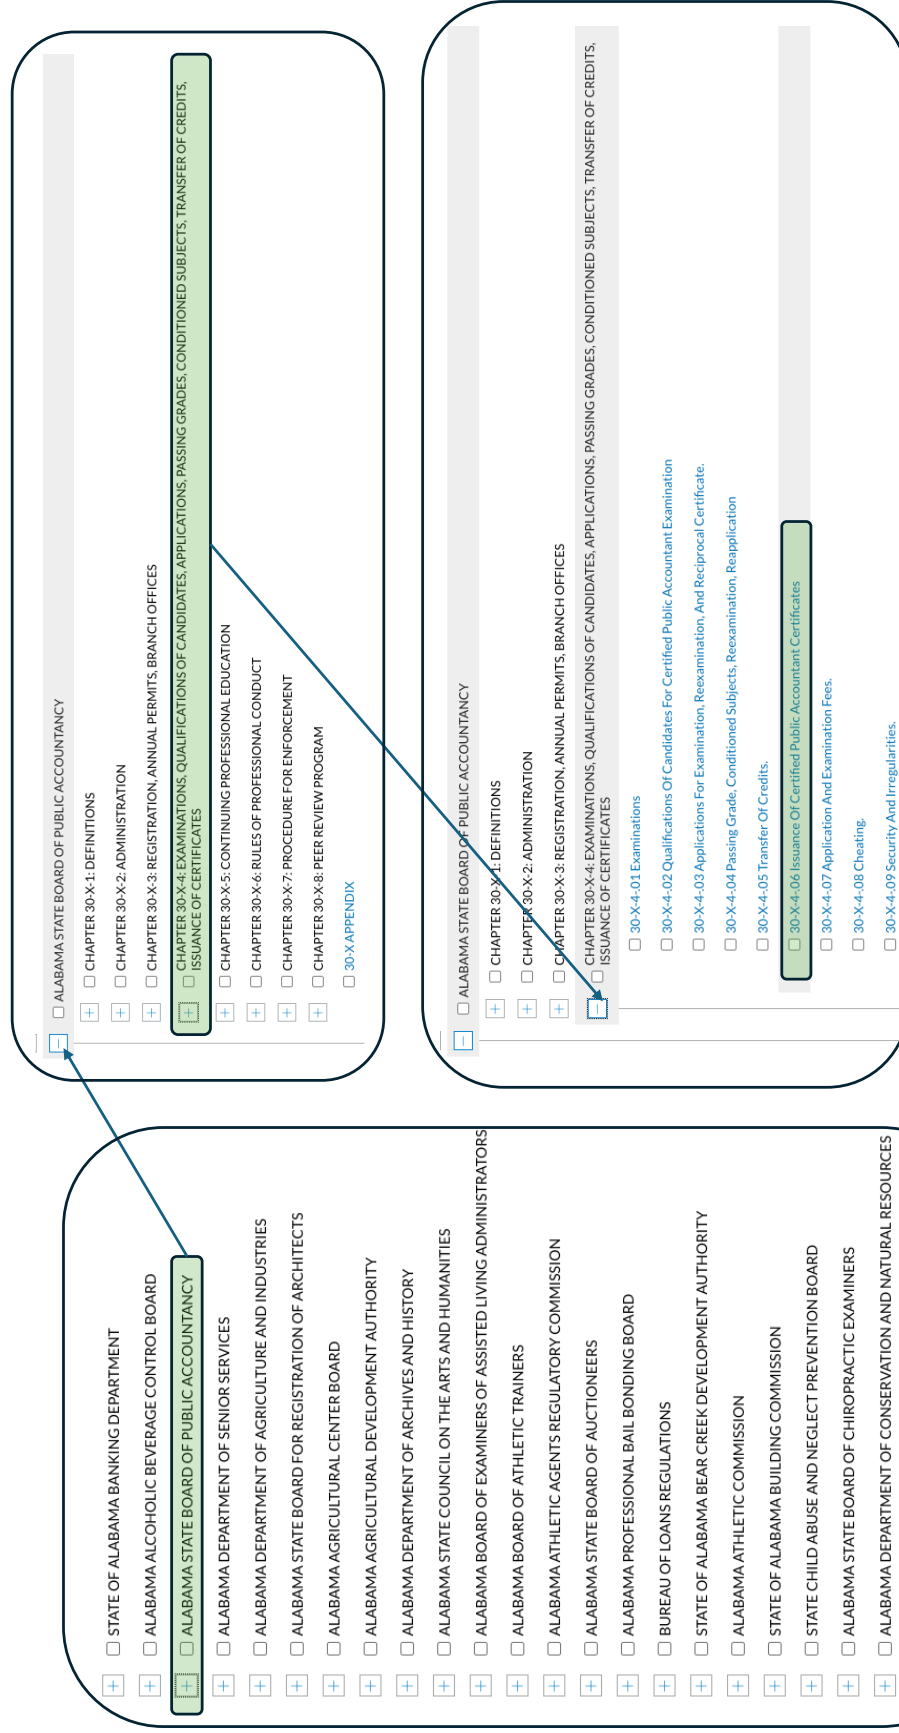 STATE OF ALABAMA BANKING DEPARTMENT
ALABAMA ALCOHOLIC BEVERAGE CONTROL BOARD
ALABAMA STATE BOARD OF PUBLIC ACCOUNTANCY
ALABAMA DEPARTMENT OF SENIOR SERVICES
ALABAMA DEPARTMENT OF AGRICULTURE AND INDUSTRIES
ALABAMA STATE BOARD FOR REGISTRATION OF ARCHITECTS
ALABAMA AGRICULTURAL CENTER BOARD
ALABAMA AGRICULTURAL DEVELOPMENT AUTHORITY
ALABAMA DEPARTMENT OF ARCHIVES AND HISTORY
ALABAMA STATE COUNCIL ON THE ARTS AND HUMANITIES
ALABAMA BOARD OF EXAMINERS OF ASSISTED LIVING ADMINISTRATORS
ALABAMA BOARD OF ATHLETIC TRAINERS
ALABAMA ATHLETIC AGENTS REGULATORY COMMISSION
ALABAMA STATE BOARD OF AUCTIONEERS
ALABAMA PROFESSIONAL BAIL BONDING BOARD
BUREAU OF LOANS REGULATIONS
STATE OF ALABAMA BEAR CREEK DEVELOPMENT AUTHORITY
ALABAMA ATHLETIC COMMISSION
STATE OF ALABAMA BUILDING COMMISSION
STATE CHILD ABUSE AND NEGLECT PREVENTION BOARD
ALABAMA STATE BOARD OF CHIROPRACTIC EXAMINERS
ALABAMA DEPARTMENT OF CONSERVATION AND NATURAL RESOURCES
ALABAMA STATE BOARD OF PUBLIC ACCOUNTANCY
CHAPTER 30-X-1: DEFINITIONS
CHAPTER 30-X-2: ADMINISTRATION
CHAPTER 30-X-3: REGISTRATION, ANNUAL PERMITS, BRANCH OFFICES
CHAPTER 30-X-4: EXAMINATIONS, QUALIFICATIONS OF CANDIDATES, APPLICATIONS, PASSING GRADES, CONDITIONED SUBJECTS, TRANSFER OF CREDITS,
ISSUANCE OF CERTIFICATES
CHAPTER 30-X-5: CONTINUING PROFESSIONAL EDUCATION
CHAPTER 30-X-6: RULES OF PROFESSIONAL CONDUCT
CHAPTER 30-X-7: PROCEDURE FOR ENFORCEMENT
CHAPTER 30-X-8: PEER REVIEW PROGRAM
30-X APPENDIX
ALABAMA STATE BOARD OF PUBLIC ACCOUNTANCY
CHAPTER 30-X-1: DEFINITIONS
CHAPTER 30-X-2: ADMINISTRATION
CHAPTER 30-X-3: REGISTRATION, ANNUAL PERMITS, BRANCH OFFICES
CHAPTER 30-X-4: EXAMINATIONS, QUALIFICATIONS OF CANDIDATES, APPLICATIONS, PASSING GRADES, CONDITIONED SUBJECTS, TRANSFER OF CREDITS,
ISSUANCE OF CERTIFICATES
30-X-4-.01 Examinations
30-X-4-.02 Qualifications Of Candidates For Certified Public Accountant Examination
30-X-4-.03 Applications For Examination, Reexamination, And Reciprocal Certificate.
30-X-4-.04 Passing Grade, Conditioned Subjects, Reexamination, Reapplication
30-X-4-.05 Transfer Of Credits.
30-X-4-.06 Issuance Of Certified Public Accountant Certificates
30-X-4-.07 Application And Examination Fees.
30-X-4-.08 Cheating.
30-X-4-.09 Security And Irregularities.